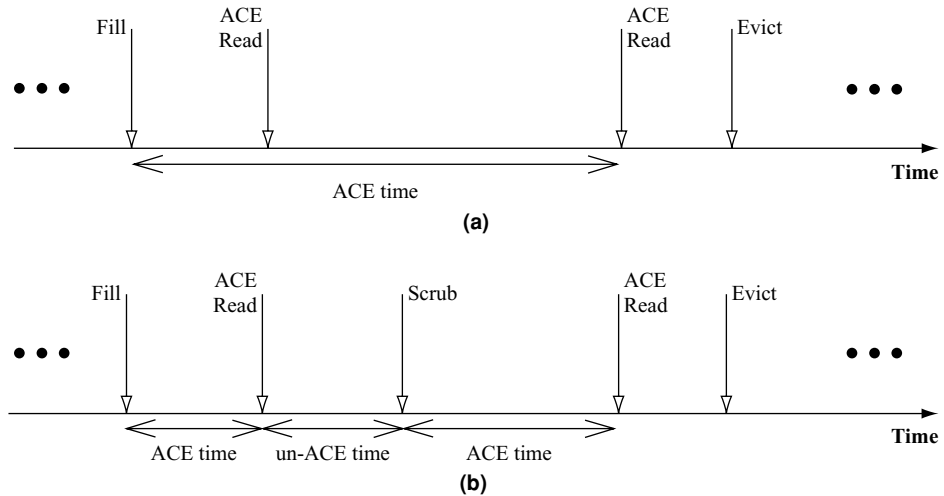 Fill
ACE
Read
ACE
Read
Evict
Time
ACE time
(a)
Fill
ACE
Read
Scrub
ACE
Read
Evict
Time
ACE time
un-ACE time
ACE time
(b)